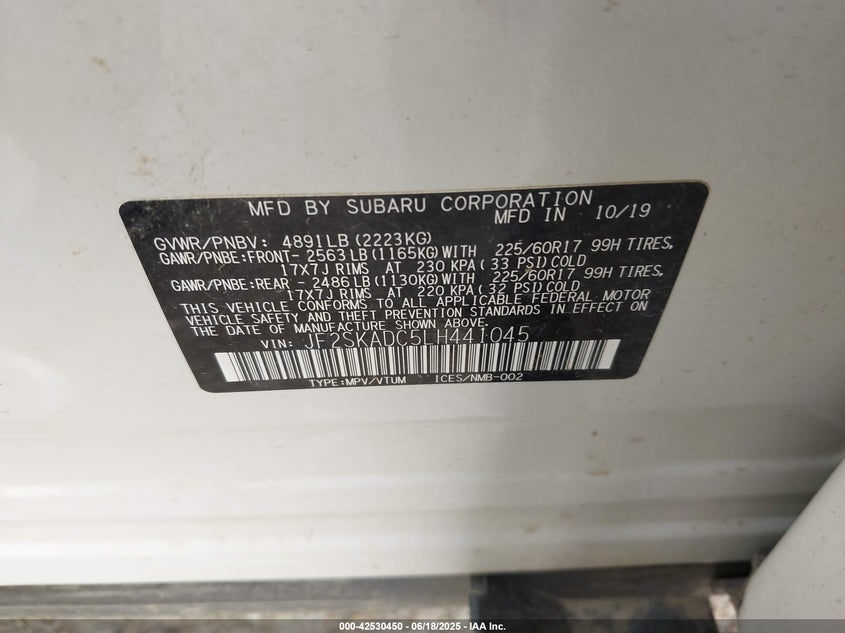 MFD BY SUBARU CORPORATION
MFD IN 10/19
GVWR/PNBV: 4891LB(2223KG)
GAWR/PNBE:FRONT- 2563LB(1165KG)WITH 225/60R17 99H TIRES,
17X7J RIMS AT 230 KPA( 33 PSI)COLD
GAWR/PNBE:REAR - 2486LB(1130KG)WITH 225/60R17 99H TIRES,
17X7J RIMS AT 220 KPA( 32 PSI)COLD
THIS VEHICLE CONFORMS TO ALL APPLICABLE FEDERAL MOTOR
VEHICLE SAFETY AND THEFT PREVENTION STANDARDS IN EFFECT ON
THE DATE OF MANUFACTURE SHOWN ABOVE.
VIN: JF2SKADC5LH441045
TYPE:MPV/VTUM ICES/NMB-002
000-42530450 - 06/18/2025 - IAA Inc.